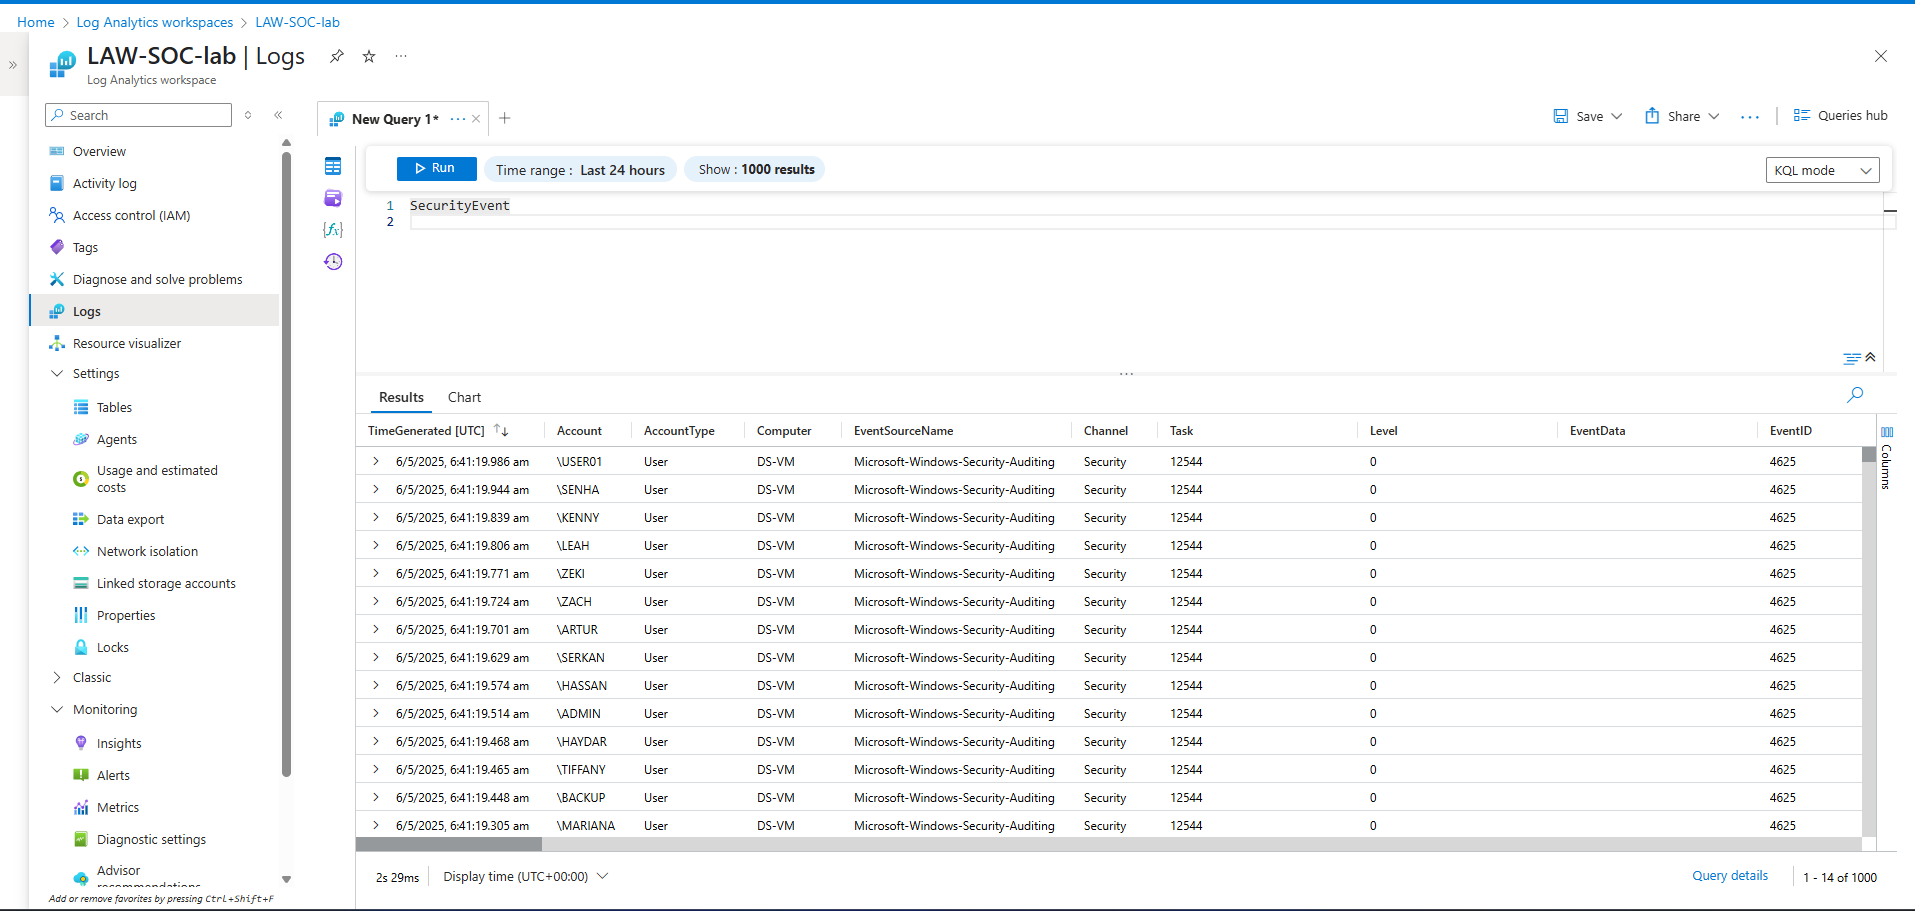 Home > Log Analytics workspaces > LAW-SOC-lab
LAW-SOC-lab | Logs
Log Analytics workspace
Search
Overview
Activity log
Access control (IAM)
Tags
Diagnose and solve problems
Logs
Resource visualizer
Settings
Tables
Agents
Usage and estimated
costs
Data export
Network isolation
Linked storage accounts
Properties
Locks
Classic
Monitoring
Insights
Alerts
Metrics
Diagnostic settings
Advisor
recommendations
Add or remove favorites by pressing Ctrl+Shift+F
New Query 1*
Save
Share
Queries hub
Run
Time range : Last 24 hours
Show : 1000 results
KQL mode
1 SecurityEvent
2
Results Chart
TimeGenerated [UTC] Account AccountType Computer EventSourceName Channel Task Level EventData EventID
6/5/2025, 6:41:19.986 am \USER01 User DS-VM Microsoft-Windows-Security-Auditing Security 12544 0 4625
6/5/2025, 6:41:19.944 am \SENHA User DS-VM Microsoft-Windows-Security-Auditing Security 12544 0 4625
6/5/2025, 6:41:19.839 am \KENNY User DS-VM Microsoft-Windows-Security-Auditing Security 12544 0 4625
6/5/2025, 6:41:19.806 am \LEAH User DS-VM Microsoft-Windows-Security-Auditing Security 12544 0 4625
6/5/2025, 6:41:19.771 am \ZEKI User DS-VM Microsoft-Windows-Security-Auditing Security 12544 0 4625
6/5/2025, 6:41:19.724 am \ZACH User DS-VM Microsoft-Windows-Security-Auditing Security 12544 0 4625
6/5/2025, 6:41:19.701 am \ARTUR User DS-VM Microsoft-Windows-Security-Auditing Security 12544 0 4625
6/5/2025, 6:41:19.629 am \SERKAN User DS-VM Microsoft-Windows-Security-Auditing Security 12544 0 4625
6/5/2025, 6:41:19.574 am \HASSAN User DS-VM Microsoft-Windows-Security-Auditing Security 12544 0 4625
6/5/2025, 6:41:19.514 am \ADMIN User DS-VM Microsoft-Windows-Security-Auditing Security 12544 0 4625
6/5/2025, 6:41:19.468 am \HAYDAR User DS-VM Microsoft-Windows-Security-Auditing Security 12544 0 4625
6/5/2025, 6:41:19.465 am \TIFFANY User DS-VM Microsoft-Windows-Security-Auditing Security 12544 0 4625
6/5/2025, 6:41:19.448 am \BACKUP User DS-VM Microsoft-Windows-Security-Auditing Security 12544 0 4625
6/5/2025, 6:41:19.305 am \MARIANA User DS-VM Microsoft-Windows-Security-Auditing Security 12544 0 4625
Columns
2s 29ms
Display time (UTC+00:00)
Query details
1 - 14 of 1000